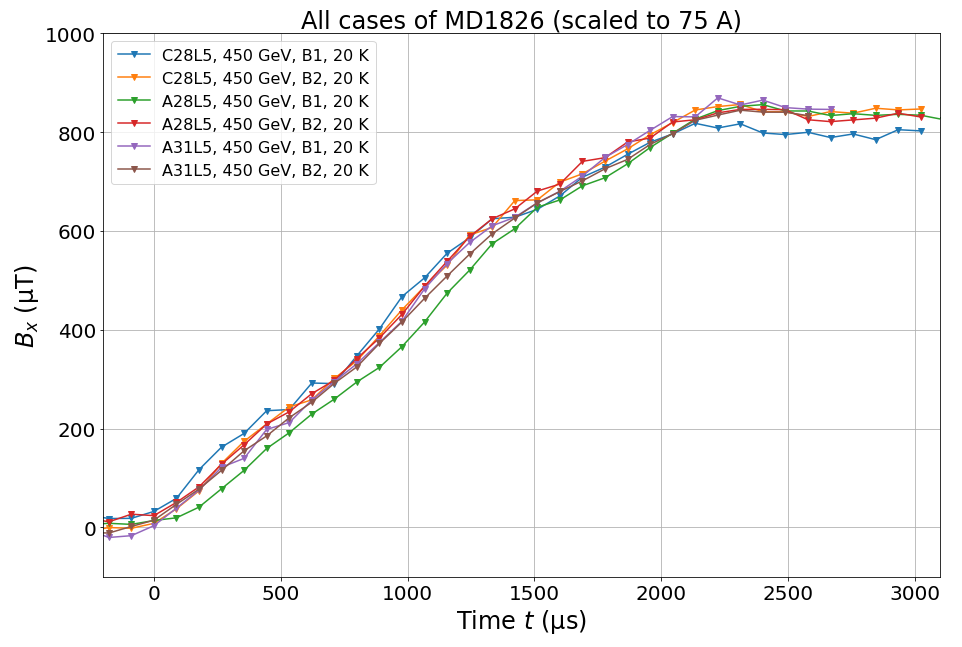 All cases of MD1826 (scaled to 75 A)
1000
800
600
400
200
0
B_x (µT)
C28L5, 450 GeV, B1, 20 K
C28L5, 450 GeV, B2, 20 K
A28L5, 450 GeV, B1, 20 K
A28L5, 450 GeV, B2, 20 K
A31L5, 450 GeV, B1, 20 K
A31L5, 450 GeV, B2, 20 K
0 500 1000 1500 2000 2500 3000
Time t (µs)